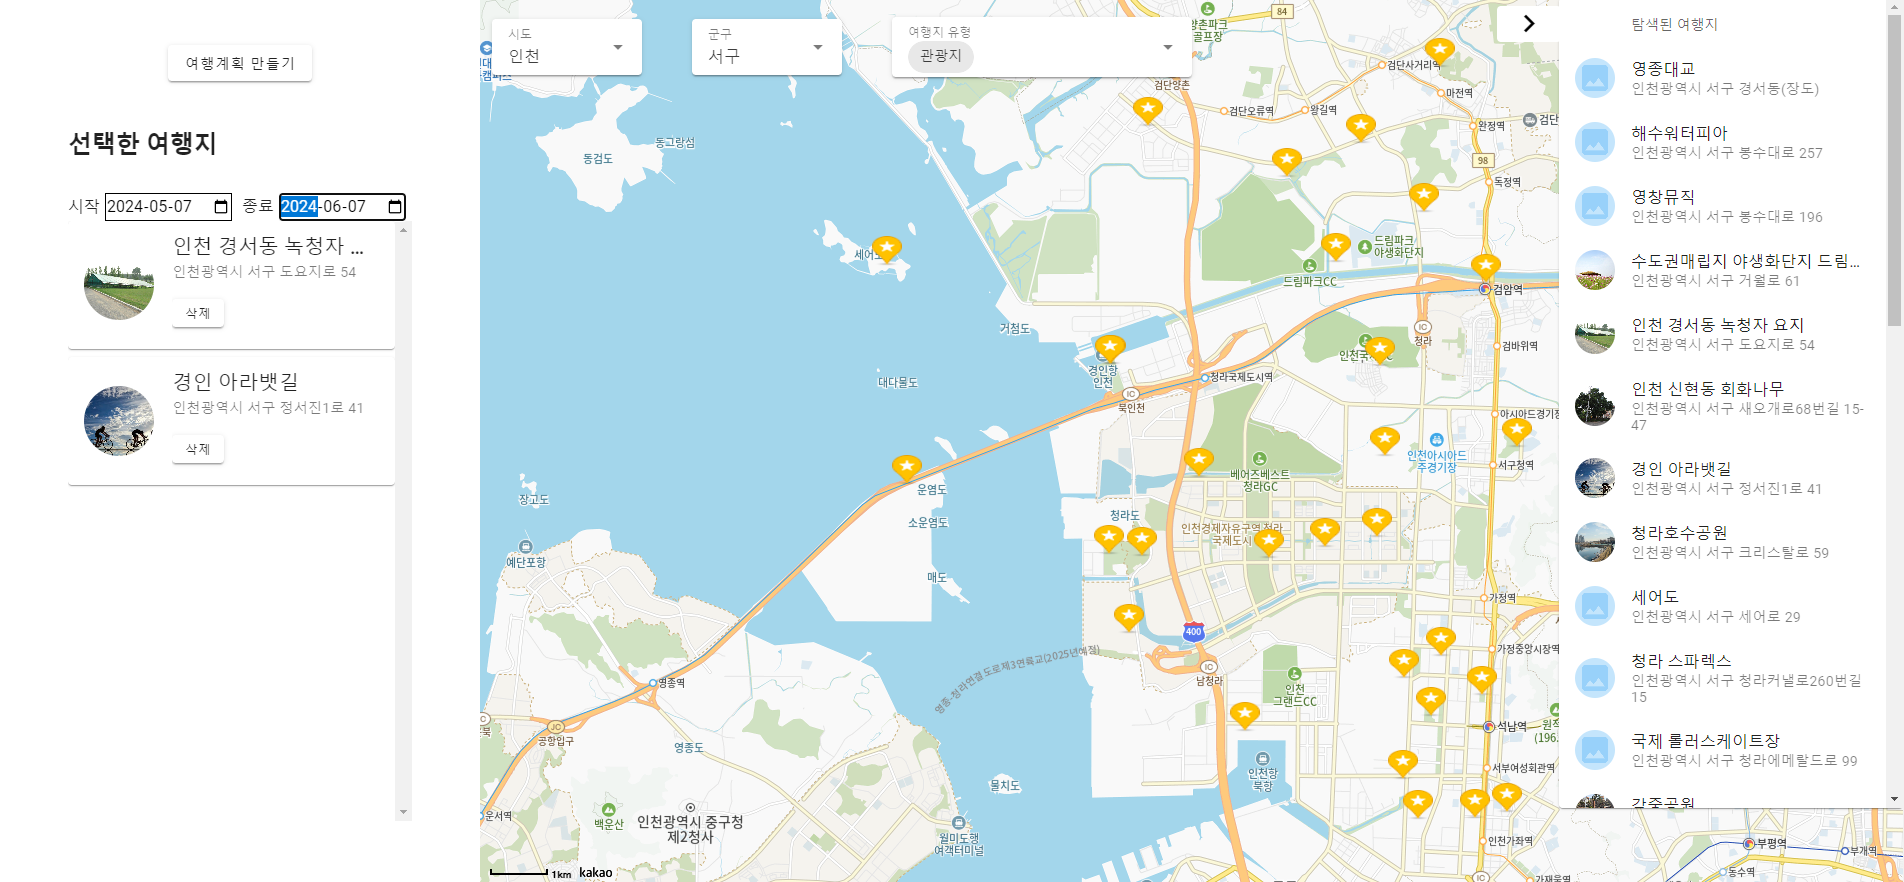 여행계획 만들기
선택한 여행지
시작 2024-05-07 종료 2024-06-07
인천 경서동 녹청자 ...
인천광역시 서구 도요지로 54
삭제
경인 아라뱃길
인천광역시 서구 정서진1로 41
삭제
시도
인천
군구
서구
여행지 유형
관광지
84
골프장
검단양촌
검단사거리역
마전역
검단오류역
왕길역
완정역
검단
98
독정역
동그랑섬
동검도
세어도
드림파크
야생화단지
드림파크CC
검암역
거첨도
IC
청라
검바위역
경인항
인천
대다물도
청라국제도시역
IC
북인천
아시아드경기장
인천아시아드
주경기장
서구청역
베어즈베스트
청라GC
운염도
장고도
소운염도
청라도
인천경제자유구역 청라
국제도시
예단포항
매도
가정역
400
가정중앙시장역
영종-청라연결도로제3연륙교(2025년예정)
IC
남청라
영종역
인천
그랜드CC
석남역
JC
공항입구
영종도
인천항
북항
서부여성회관역
물치도
운서역
백운산
인천광역시 중구청
제2청사
월미도행
여객터미널
인천가좌역
IC
가재울역
부평역
부개역
동수역
1km kakao
탐색된 여행지
영종대교
인천광역시 서구 경서동(장도)
해수워터피아
인천광역시 서구 봉수대로 257
영창뮤직
인천광역시 서구 봉수대로 196
수도권매립지 야생화단지 드림...
인천광역시 서구 거월로 61
인천 경서동 녹청자 요지
인천광역시 서구 도요지로 54
인천 신현동 회화나무
인천광역시 서구 새오개로68번길 15-
47
경인 아라뱃길
인천광역시 서구 정서진1로 41
청라호수공원
인천광역시 서구 크리스탈로 59
세어도
인천광역시 서구 세어로 29
청라 스파렉스
인천광역시 서구 청라커낼로260번길
15
국제 롤러스케이트장
인천광역시 서구 청라에메랄드로 99